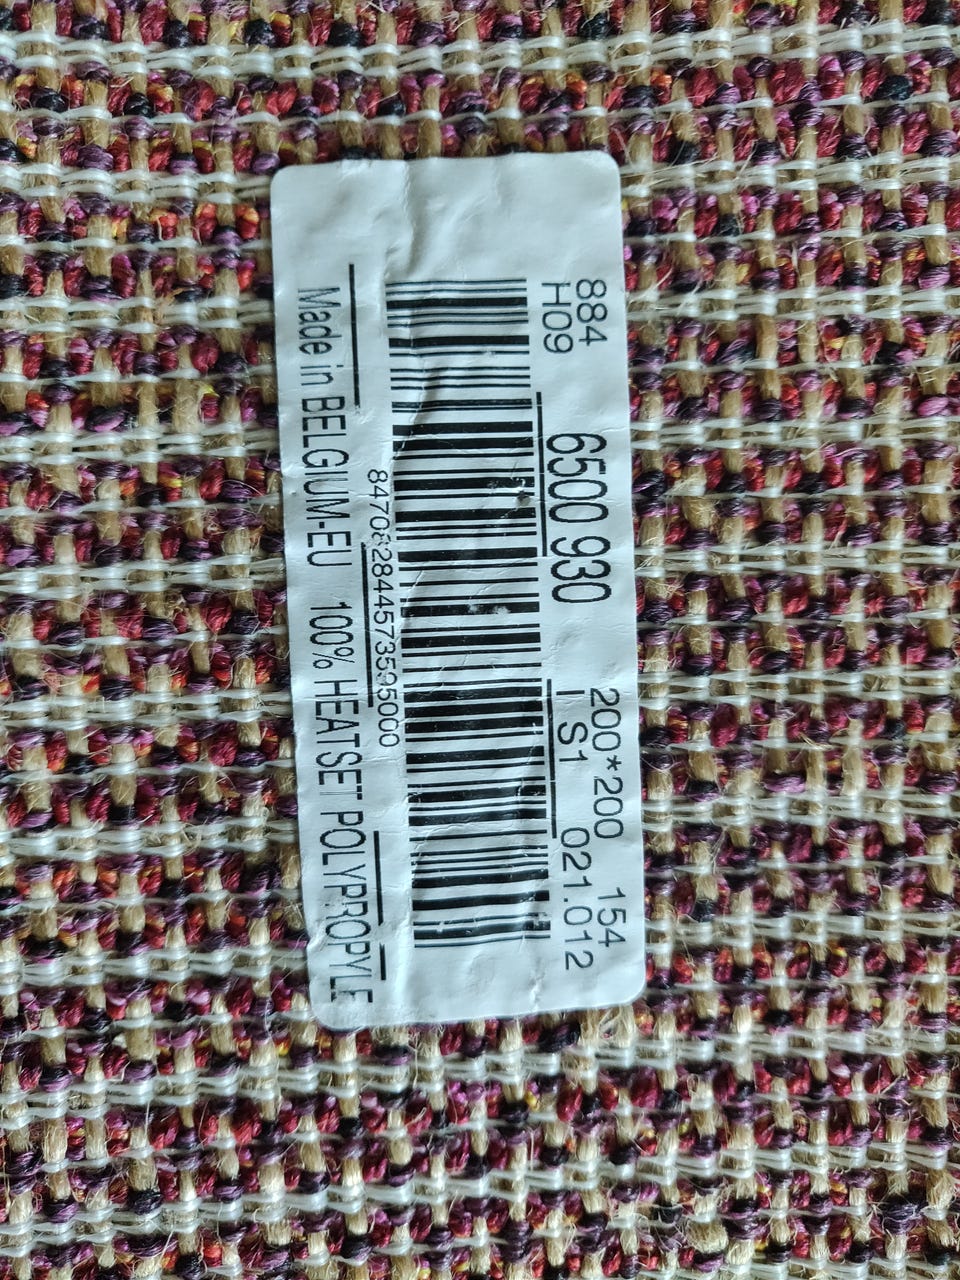 884 200*200 154
H09 6500 930 I S1 021.012
Made in BELGIUM-EU 100% HEATSET POLYPROPYLE